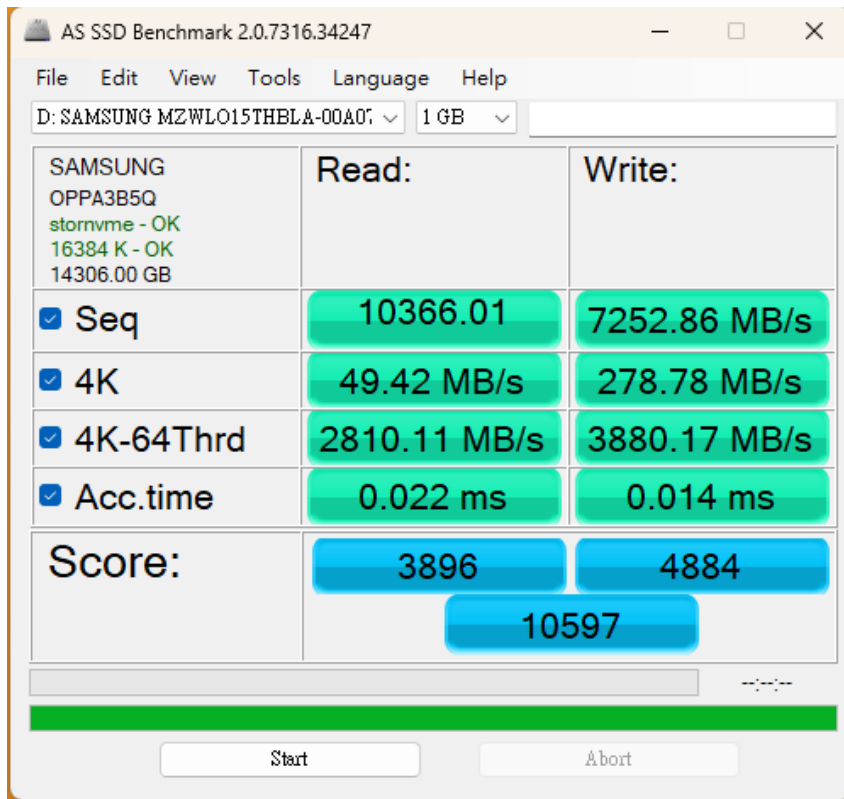 AS SSD Benchmark 2.0.7316.34247
File Edit View Tools Language Help
D: SAMSUNG MZWLO15THBLA-00A07 1 GB
SAMSUNG
OPPA3B5Q
stornvme - OK
16384 K - OK
14306.00 GB
Read: Write:
Seq 10366.01 7252.86 MB/s
4K 49.42 MB/s 278.78 MB/s
4K-64Thrd 2810.11 MB/s 3880.17 MB/s
Acc.time 0.022 ms 0.014 ms
Score: 3896 4884
10597
--:--:--
Start Abort